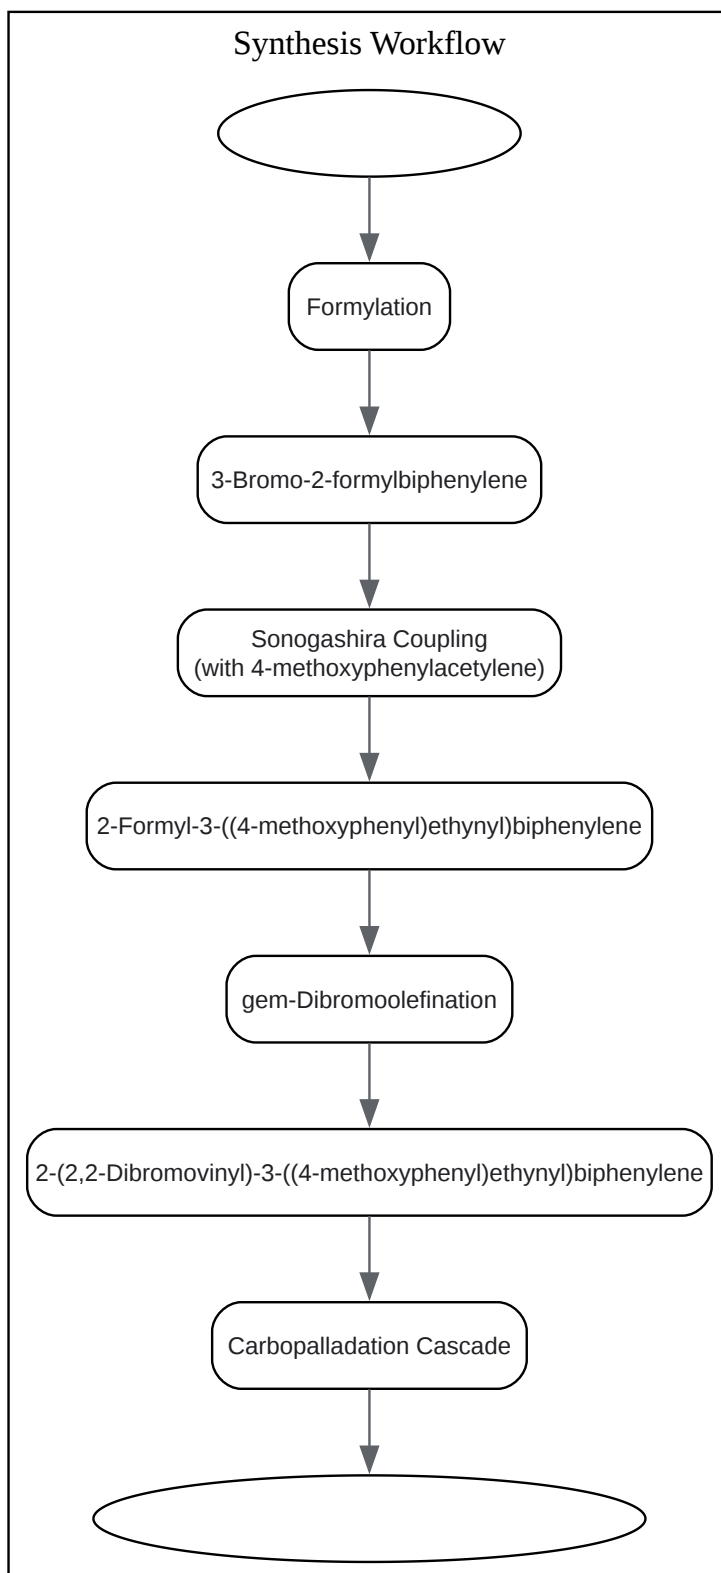 Synthesis Workflow
Formylation
3-Bromo-2-formylbiphenylene
Sonogashira Coupling
(with 4-methoxyphenylacetylene)
2-Formyl-3-((4-methoxyphenyl)ethynyl)biphenylene
gem-Dibromoolefination
2-(2,2-Dibromovinyl)-3-((4-methoxyphenyl)ethynyl)biphenylene
Carbopalladation Cascade